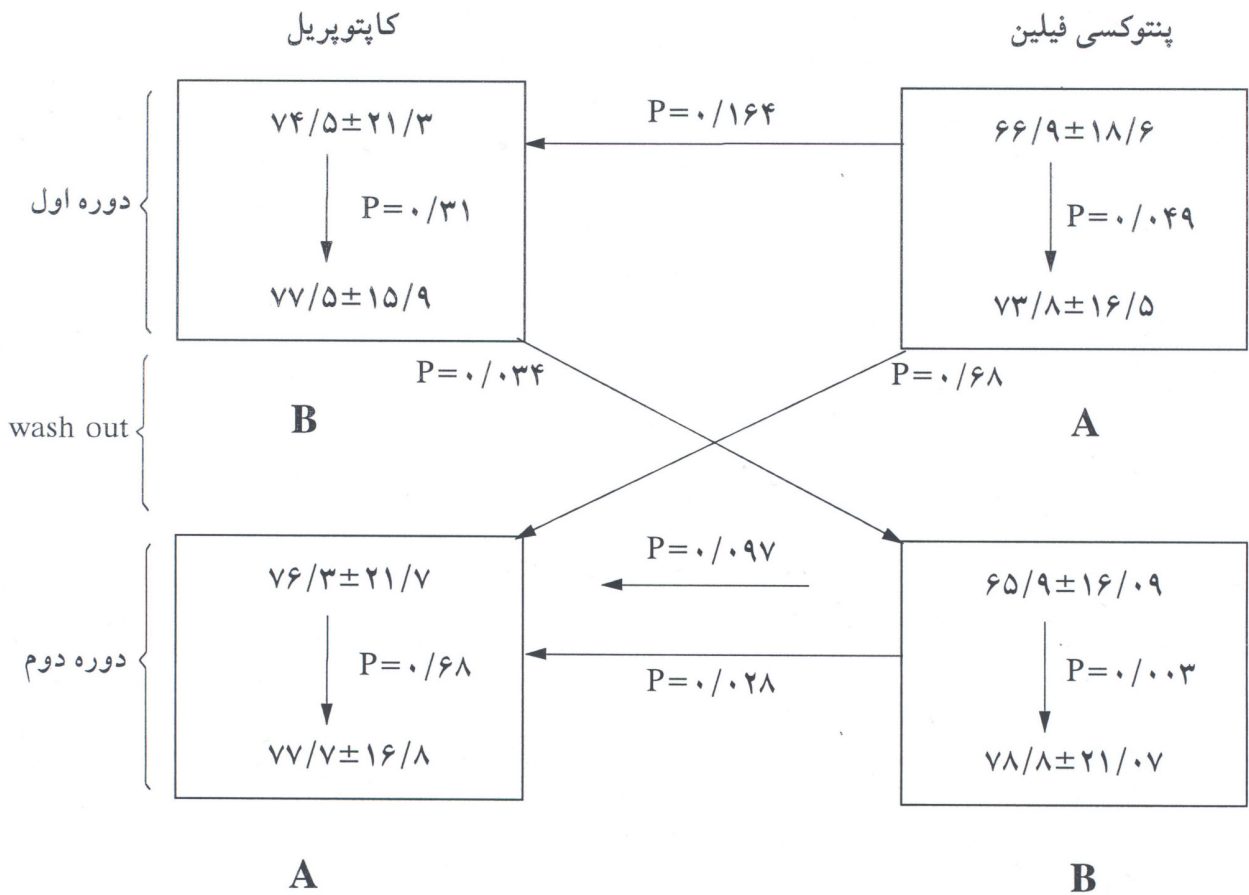 پنتوکسی فیلین
کاپتوپریل
دوره اول
۶۶/۹±۱۸/۶
P=۰/۰۴۹
۷۳/۸±۱۶/۵
P=۰/۱۶۴
۷۴/۵±۲۱/۳
P=۰/۳۱
۷۷/۵±۱۵/۹
P=۰/۶۸
P=۰/۰۳۴
A
B
wash out
دوره دوم
۶۵/۹±۱۶/۰۹
P=۰/۰۰۳
۷۸/۸±۲۱/۰۷
P=۰/۰۹۷
P=۰/۰۲۸
۷۶/۳±۲۱/۷
P=۰/۶۸
۷۷/۷±۱۶/۸
B
A